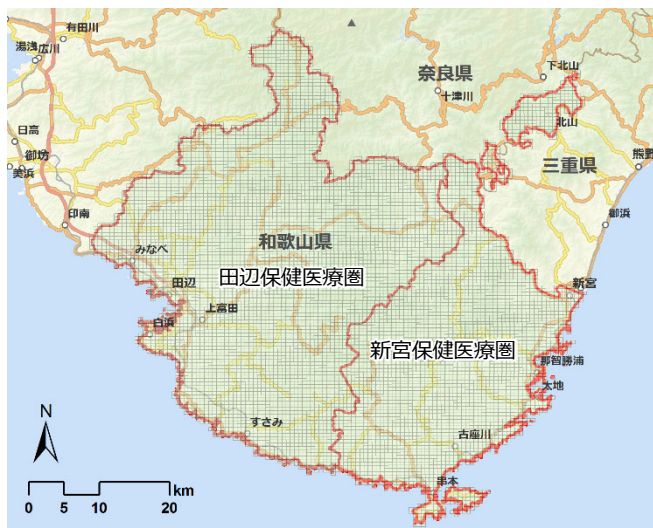 有田川
湯浅
広川
奈良県
下北山
十津川
日高
御坊
美浜
北山
三重県
熊野
印南
御浜
みなべ
和歌山県
田辺
田辺保健医療圏
新宮
上富田
白浜
新宮保健医療圏
那智勝浦
太地
すさみ
古座川
串本
N
km
0 5 10 20